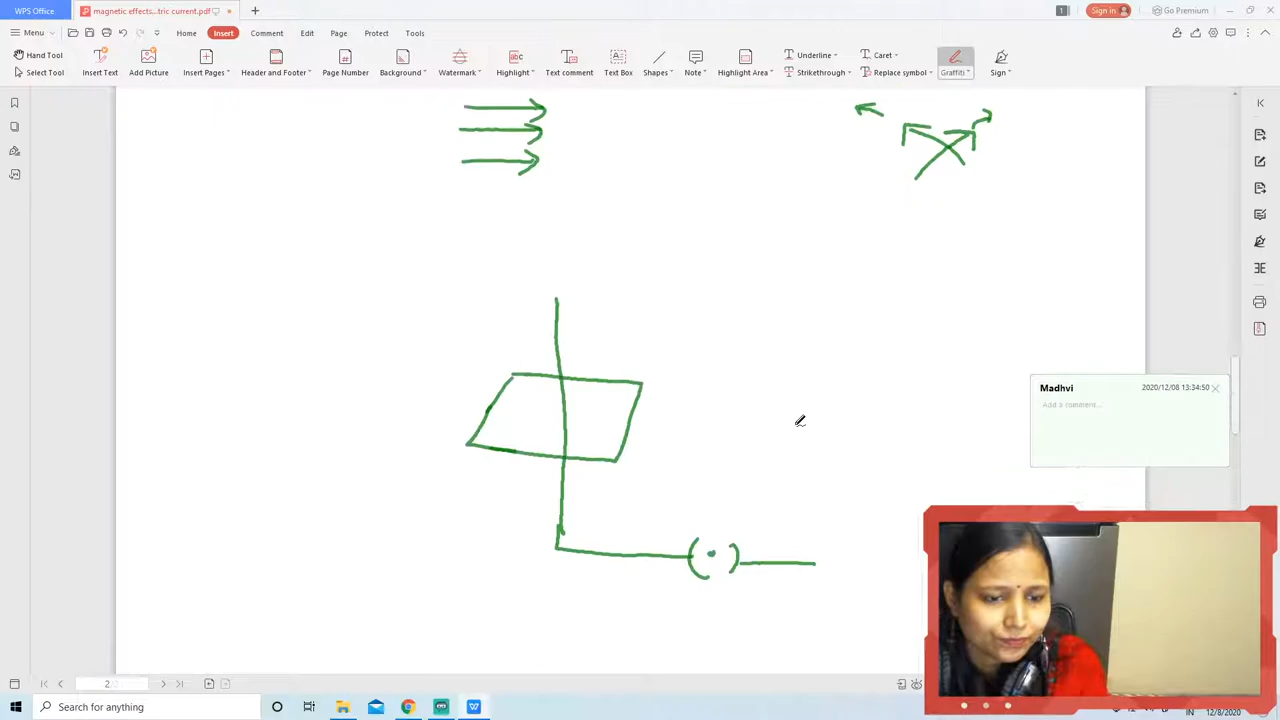 WPS Office
magnetic effects...tric current.pdf
1
Sign in
Go Premium
Menu
Home
Insert
Comment
Edit
Page
Protect
Tools
Hand Tool
Select Tool
Insert Text
Add Picture
Insert Pages
Header and Footer
Page Number
Background
Watermark
Highlight
Text comment
Text Box
Shapes
Note
Highlight Area
Underline
Strikethrough
Caret
Replace symbol
Graffiti
Sign
Madhvi
2020/12/08 13:34:50
Add a comment...
2
Search for anything
IN
12/8/2020